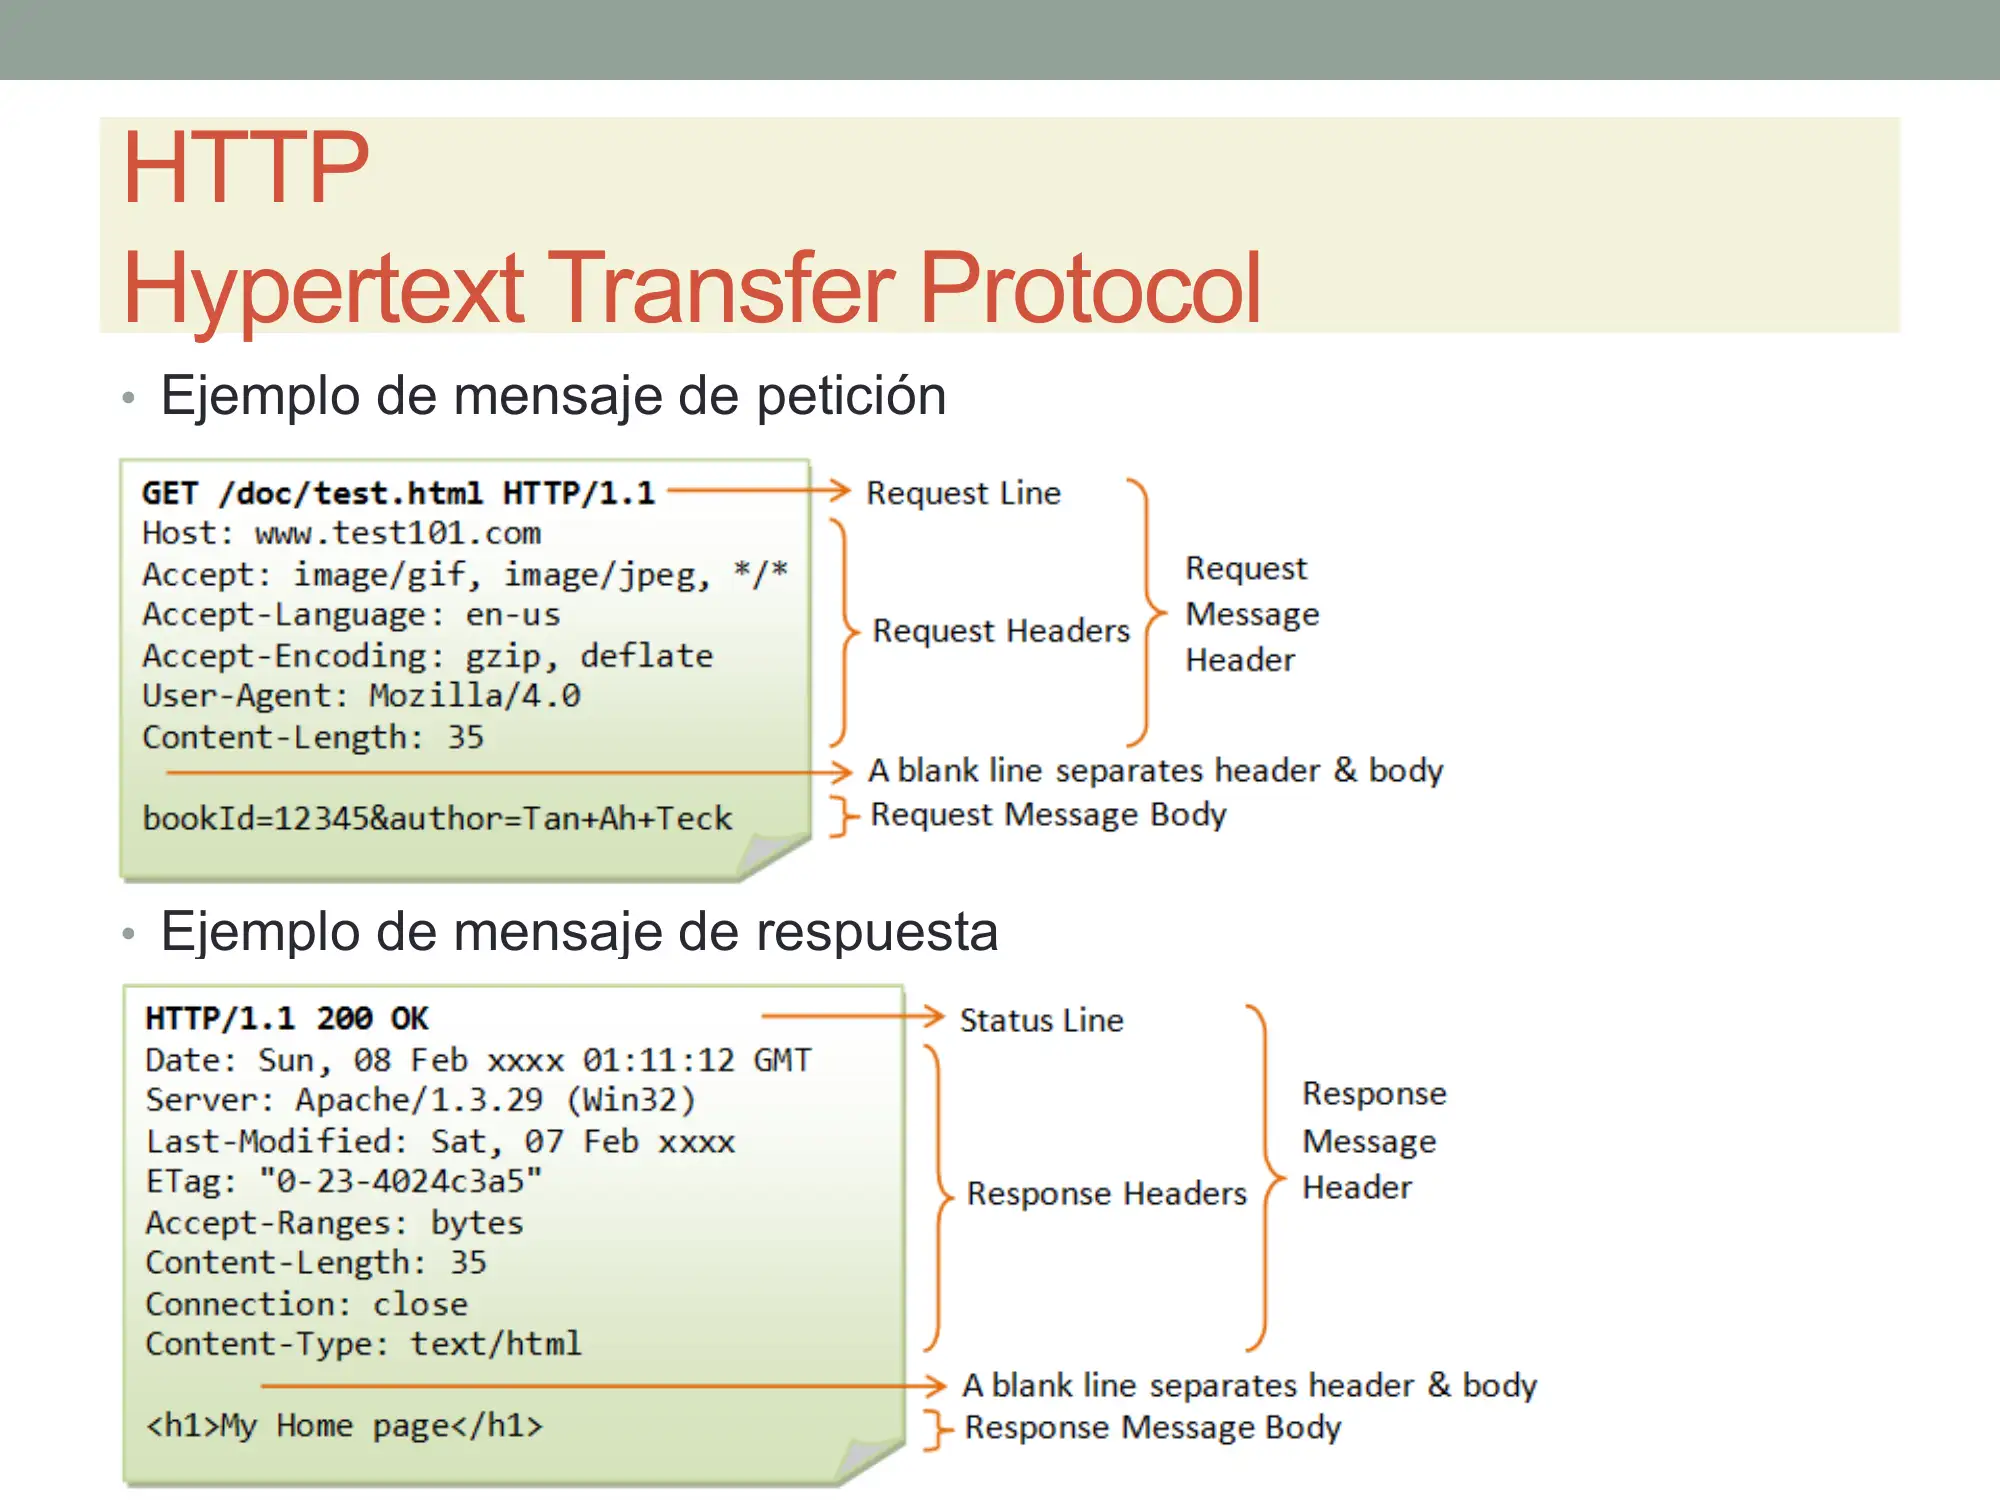 HTTP
Hypertext Transfer Protocol
• Ejemplo de mensaje de petición
GET /doc/test.html HTTP/1.1
Host: www.test101.com
Accept: image/gif, image/jpeg, */*
Accept-Language: en-us
Accept-Encoding: gzip, deflate
User-Agent: Mozilla/4.0
Content-Length: 35
bookId=12345&author=Tan+Ah+Teck
Request Line
Request Headers
Request
Message
Header
A blank line separates header & body
Request Message Body
• Ejemplo de mensaje de respuesta
HTTP/1.1 200 OK
Date: Sun, 08 Feb xxxx 01:11:12 GMT
Server: Apache/1.3.29 (Win32)
Last-Modified: Sat, 07 Feb xxxx
ETag: "0-23-4024c3a5"
Accept-Ranges: bytes
Content-Length: 35
Connection: close
Content-Type: text/html
<h1>My Home page</h1>
Status Line
Response Headers
Response
Message
Header
A blank line separates header & body
Response Message Body